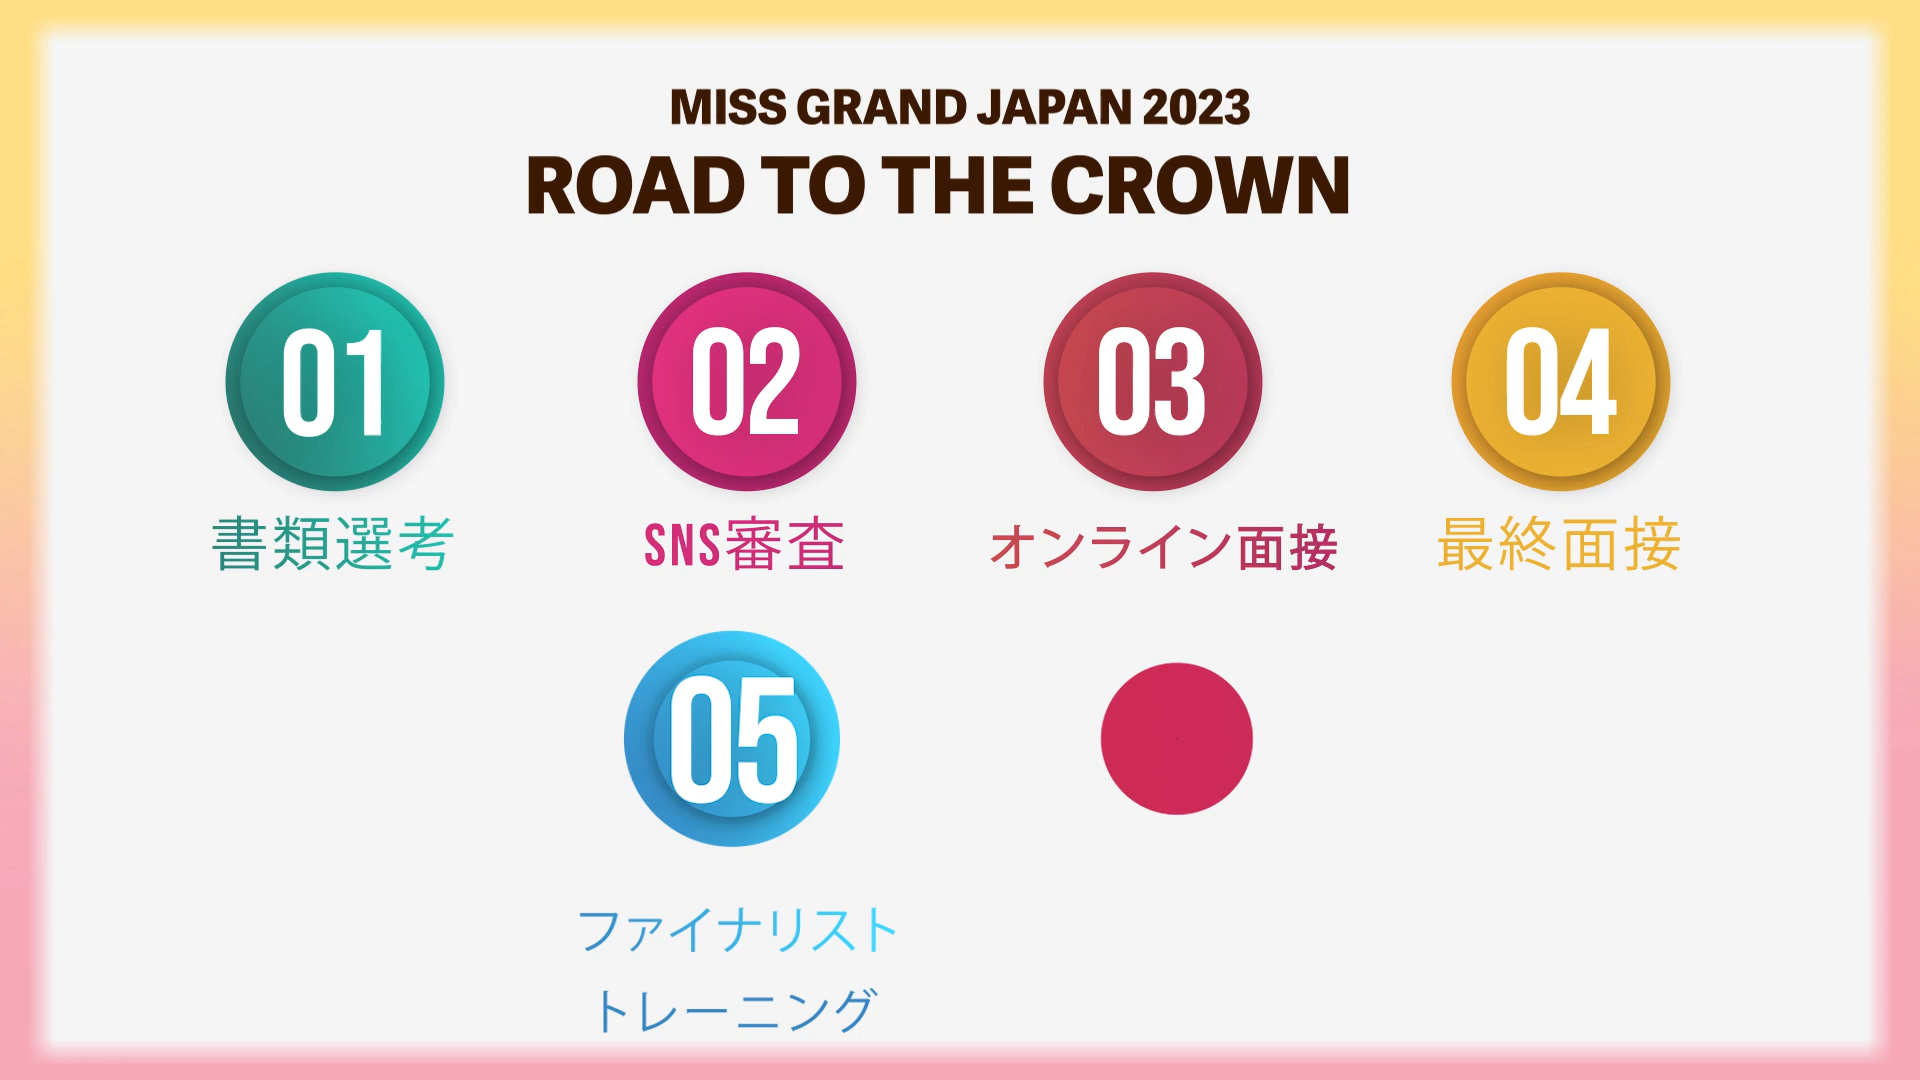 MISS GRAND JAPAN 2023
ROAD TO THE CROWN
01
02
03
04
書類選考
SNS審査
オンライン面接
最終面接
05
ファイナリスト
トレーニング